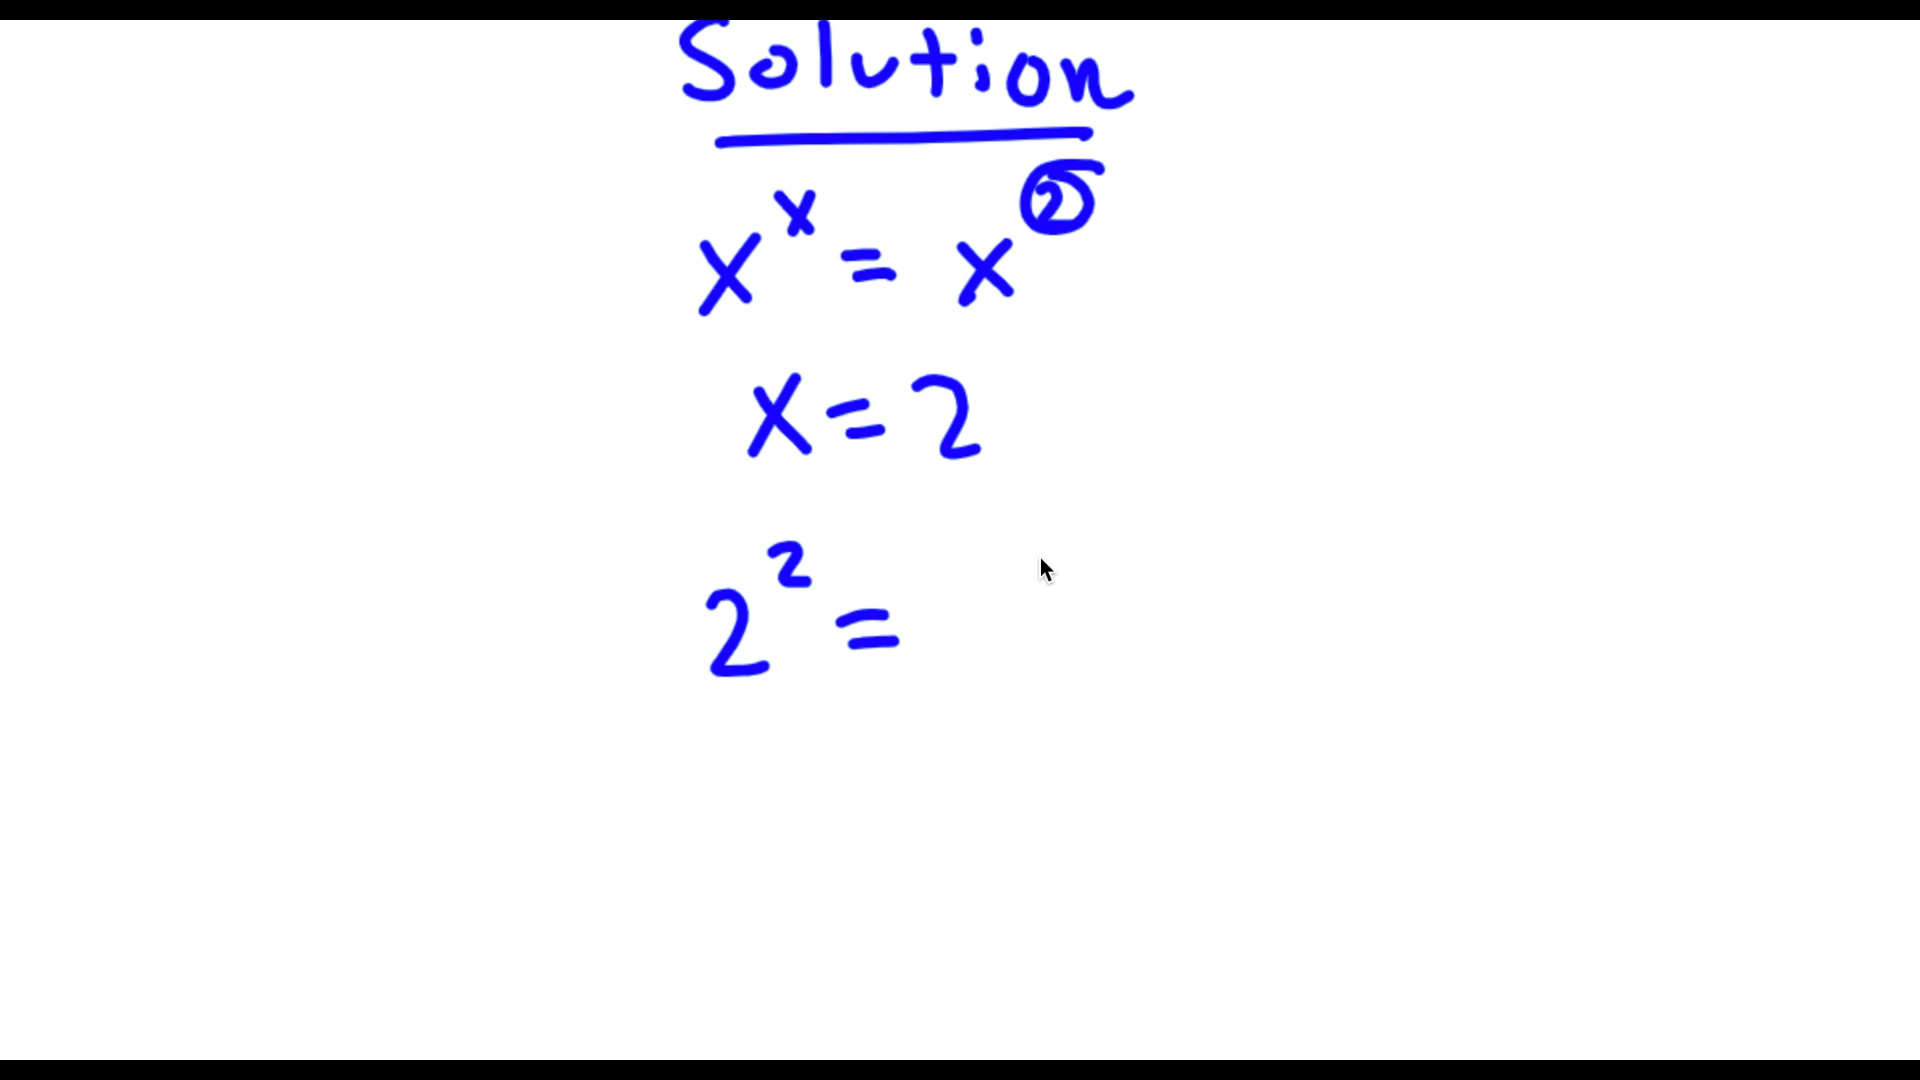 Solution
x^x = x^②
x = 2
2^2 =